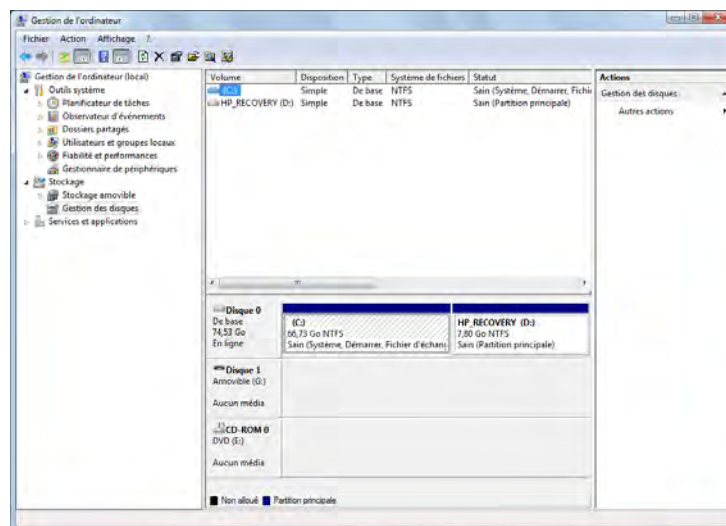 Gestion de l'ordinateur
Fichier Action Affichage ?
Gestion de l'ordinateur (local)
Outils système
Planificateur de tâches
Observateur d'événements
Dossiers partagés
Utilisateurs et groupes locaux
Fiabilité et performances
Gestionnaire de périphériques
Stockage
Stockage amovible
Gestion des disques
Services et applications
Volume Disposition Type Système de fichiers Statut
(C:) Simple De base NTFS Sain (Système, Démarrer, Fichi
HP_RECOVERY (D:) Simple De base NTFS Sain (Partition principale)
Actions
Gestion des disques
Autres actions
Disque 0
De base
74,53 Go
En ligne
(C:)
66,73 Go NTFS
Sain (Système, Démarrer, Fichier d'échang
HP_RECOVERY (D:)
7,80 Go NTFS
Sain (Partition principale)
Disque 1
Amovible (G:)
Aucun média
CD-ROM 0
DVD (E:)
Aucun média
Non alloué Partition principale